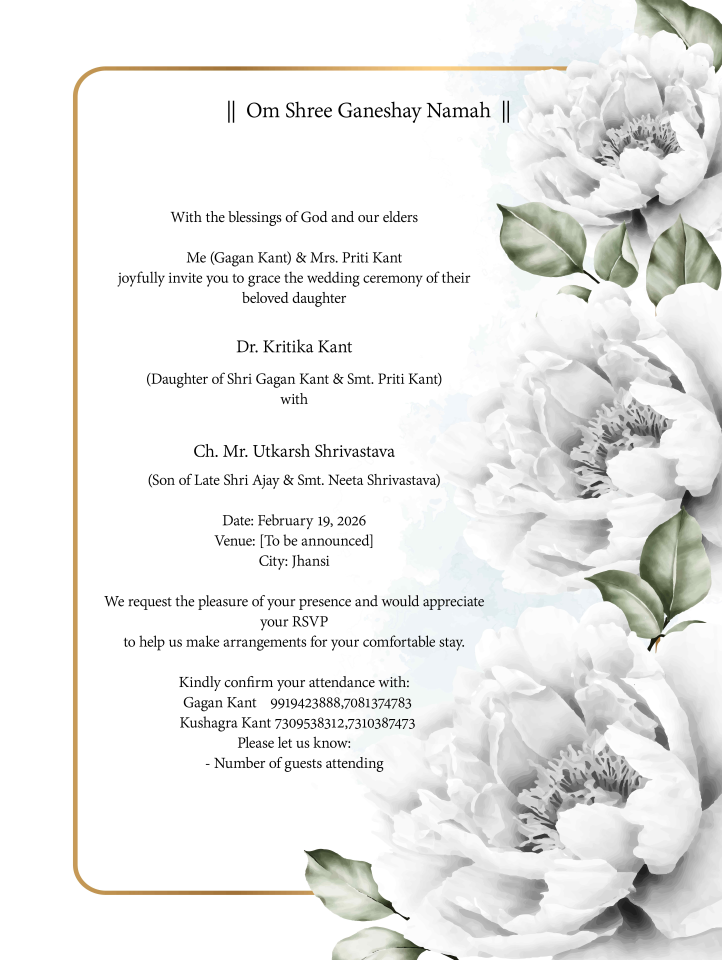 || Om Shree Ganeshay Namah ||
With the blessings of God and our elders
Me (Gagan Kant) & Mrs. Priti Kant
joyfully invite you to grace the wedding ceremony of their
beloved daughter
Dr. Kritika Kant
(Daughter of Shri Gagan Kant & Smt. Priti Kant)
with
Ch. Mr. Utkarsh Shrivastava
(Son of Late Shri Ajay & Smt. Neeta Shrivastava)
Date: February 19, 2026
Venue: [To be announced]
City: Jhansi
We request the pleasure of your presence and would appreciate
your RSVP
to help us make arrangements for your comfortable stay.
Kindly confirm your attendance with:
Gagan Kant 9919423888,7081374783
Kushagra Kant 7309538312,7310387473
Please let us know:
- Number of guests attending